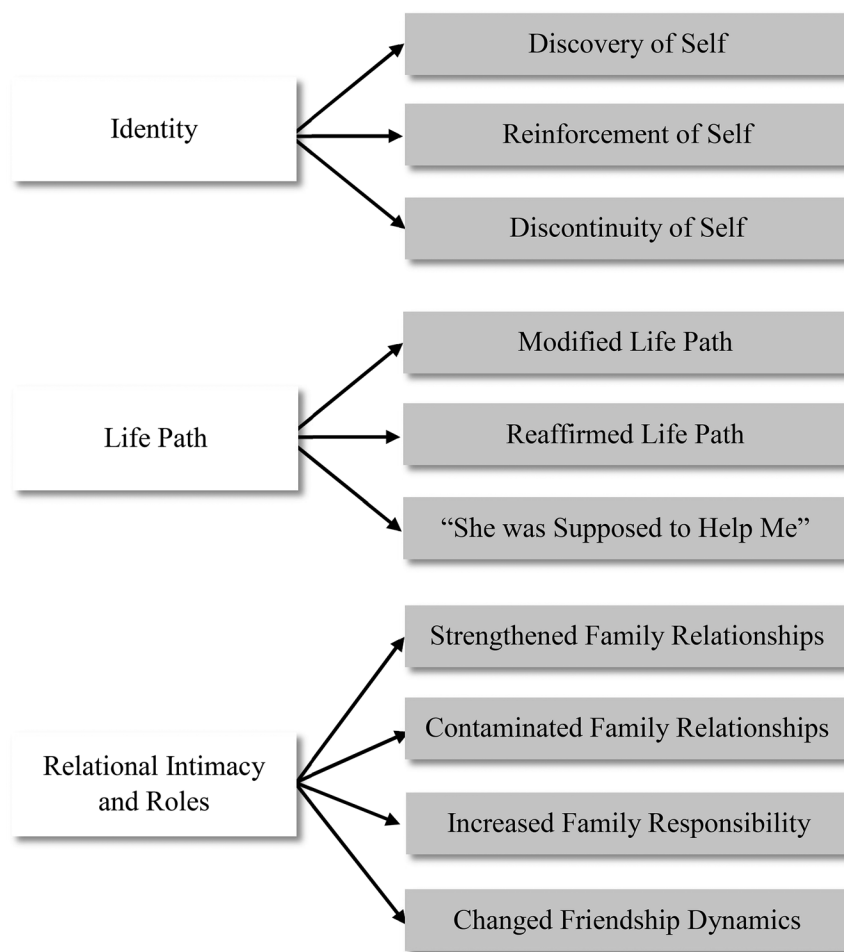 Identity
Discovery of Self
Reinforcement of Self
Discontinuity of Self
Life Path
Modified Life Path
Reaffirmed Life Path
“She was Supposed to Help Me”
Relational Intimacy
and Roles
Strengthened Family Relationships
Contaminated Family Relationships
Increased Family Responsibility
Changed Friendship Dynamics